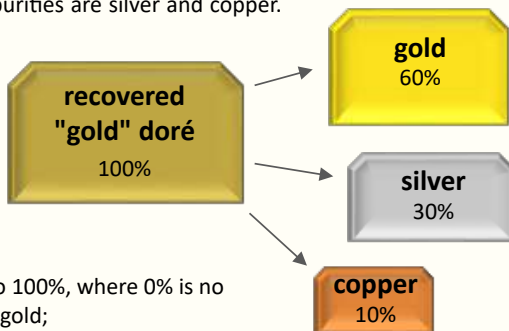 purities are silver and copper.
gold
60%
recovered
"gold" doré
100%
silver
30%
o 100%, where 0% is no
gold;
copper
10%